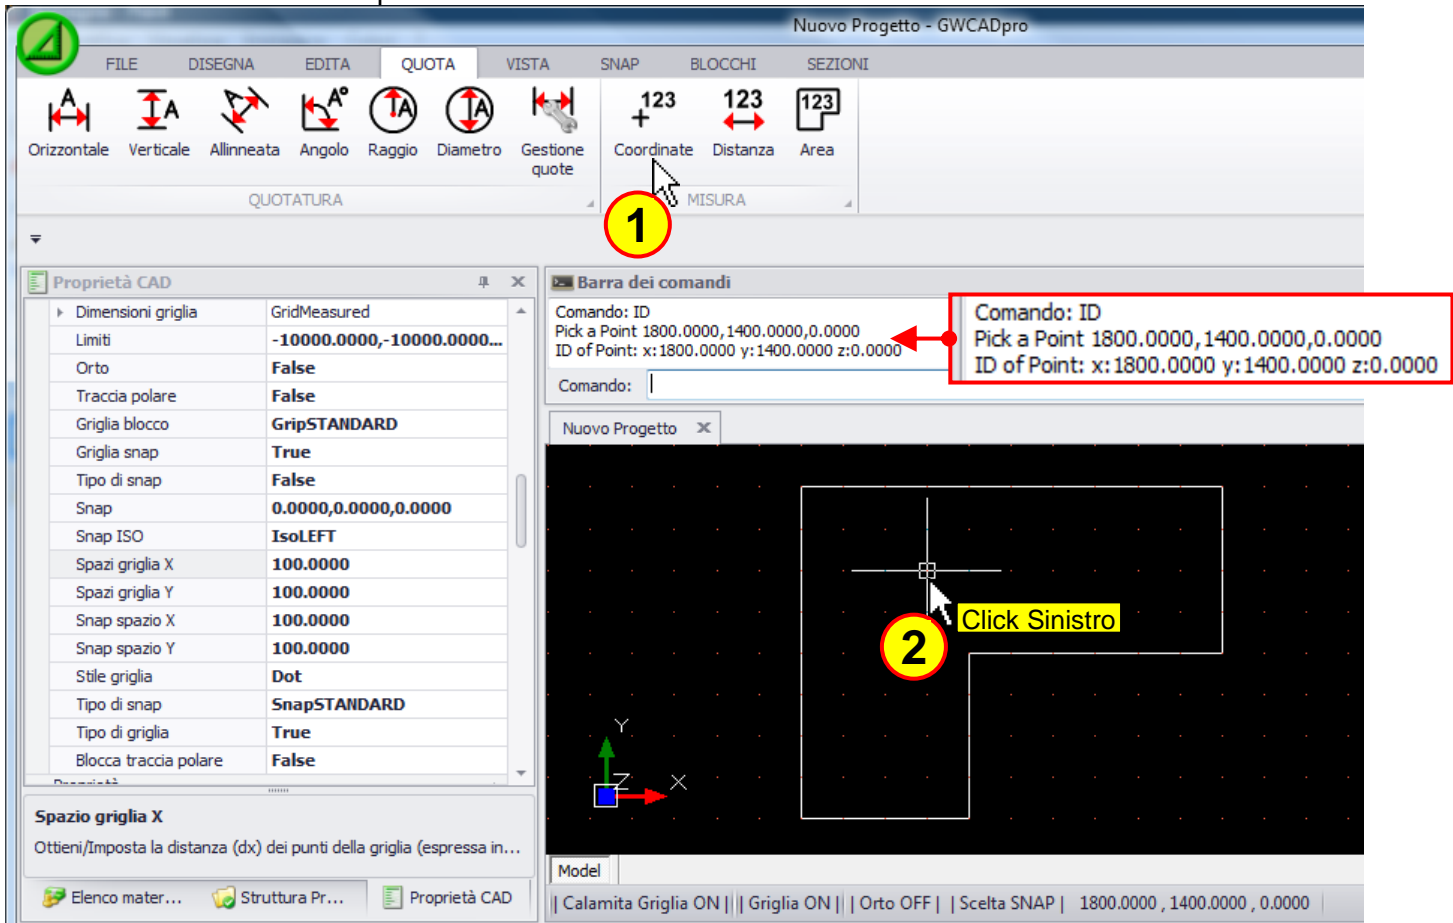 Nuovo Progetto - GWCADpro
FILE DISEGNA EDITA QUOTA VISTA SNAP BLOCCHI SEZIONI
A A A A° A A 123 123 123
Orizzontale Verticale Allineata Angolo Raggio Diametro Gestione quote Coordinate Distanza Area
QUOTATURA MISURA
1
Proprietà CAD
Dimensioni griglia GridMeasured
Limiti -10000.0000,-10000.0000...
Orto False
Traccia polare False
Griglia blocco GripSTANDARD
Griglia snap True
Tipo di snap False
Snap 0.0000,0.0000,0.0000
Snap ISO IsoLEFT
Spazi griglia X 100.0000
Spazi griglia Y 100.0000
Snap spazio X 100.0000
Snap spazio Y 100.0000
Stile griglia Dot
Tipo di snap SnapSTANDARD
Tipo di griglia True
Blocca traccia polare False
Spazio griglia X
Ottieni/Imposta la distanza (dx) dei punti della griglia (espressa in...
Elenco mater... Struttura Pr... Proprietà CAD
Barra dei comandi
Comando: ID
Pick a Point 1800.0000,1400.0000,0.0000
ID of Point: x:1800.0000 y:1400.0000 z:0.0000
Comando:
Comando: ID
Pick a Point 1800.0000,1400.0000,0.0000
ID of Point: x:1800.0000 y:1400.0000 z:0.0000
Nuovo Progetto
Click Sinistro
2
Y
Z X
Model
| Calamita Griglia ON | | Griglia ON | | Orto OFF | | Scelta SNAP | 1800.0000 , 1400.0000 , 0.0000